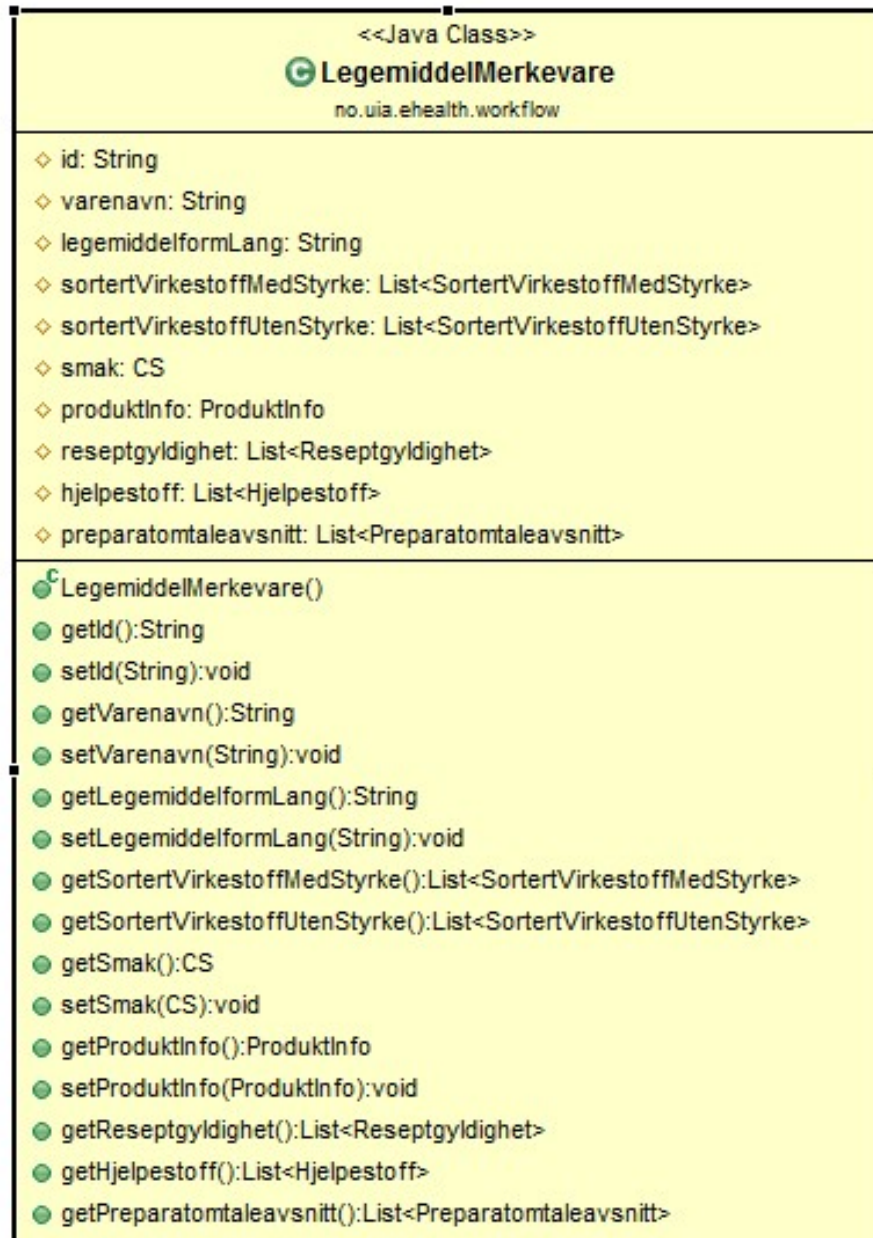 <<Java Class>>
LegemiddelMerkevare
no.uia.ehealth.workflow
id: String
varenavn: String
legemiddelformLang: String
sortertVirkestoffMedStyrke: List<SortertVirkestoffMedStyrke>
sortertVirkestoffUtenStyrke: List<SortertVirkestoffUtenStyrke>
smak: CS
produktInfo: ProduktInfo
reseptgyldighet: List<Reseptgyldighet>
hjelpestoff: List<Hjelpestoff>
preparatomtaleavsnitt: List<Preparatomtaleavsnitt>
LegemiddelMerkevare()
getId():String
setId(String):void
getVarenavn():String
setVarenavn(String):void
getLegemiddelformLang():String
setLegemiddelformLang(String):void
getSortertVirkestoffMedStyrke():List<SortertVirkestoffMedStyrke>
getSortertVirkestoffUtenStyrke():List<SortertVirkestoffUtenStyrke>
getSmak():CS
setSmak(CS):void
getProduktInfo():ProduktInfo
setProduktInfo(ProduktInfo):void
getReseptgyldighet():List<Reseptgyldighet>
getHjelpestoff():List<Hjelpestoff>
getPreparatomtaleavsnitt():List<Preparatomtaleavsnitt>